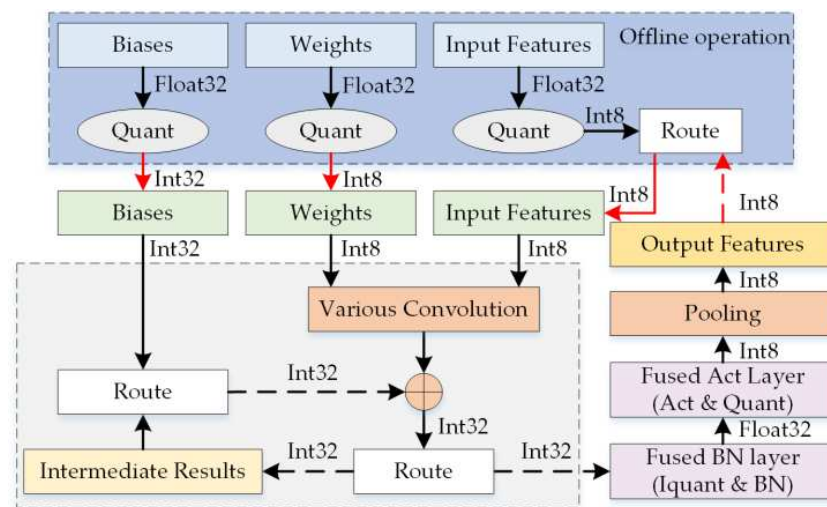 Biases
Weights
Input Features
Offline operation
Float32
Float32
Float32
Quant
Quant
Quant
Int8
Route
Int32
Int8
Int8
Int8
Biases
Weights
Input Features
Output Features
Int32
Int8
Int8
Int8
Various Convolution
Pooling
Int8
Route
Int32
Fused Act Layer
(Act & Quant)
Int32
Float32
Intermediate Results
Int32
Route
Int32
Fused BN layer
(Iquant & BN)